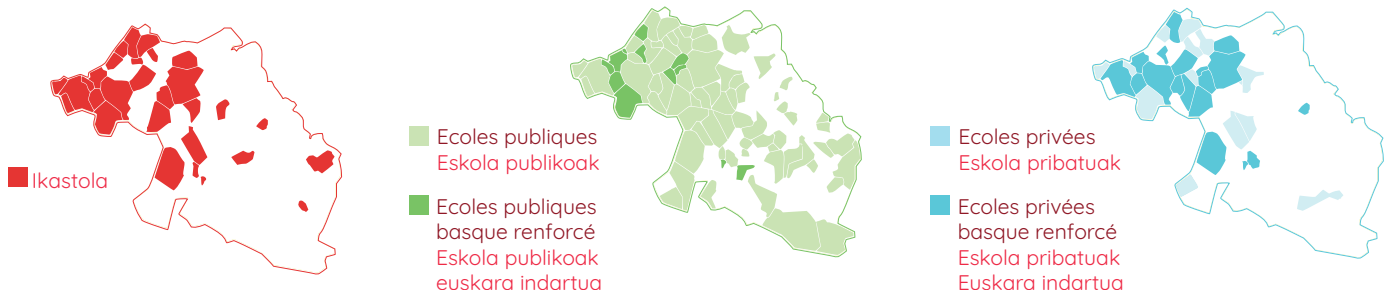 Ikastola
Ecoles publiques
Eskola publikoak
Ecoles publiques
basque renforcé
Eskola publikoak
euskara indartua
Ecoles privées
Eskola pribatuak
Ecoles privées
basque renforcé
Eskola pribatuak
Euskara indartua